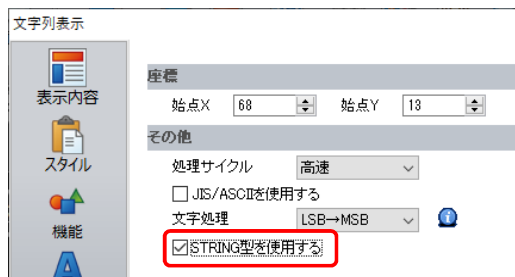 文字列表示
表示内容
スタイル
機能
座標
始点X 68 始点Y 13
その他
処理サイクル 高速
JIS/ASCIIを使用する
文字処理 LSB→MSB
STRING型を使用する